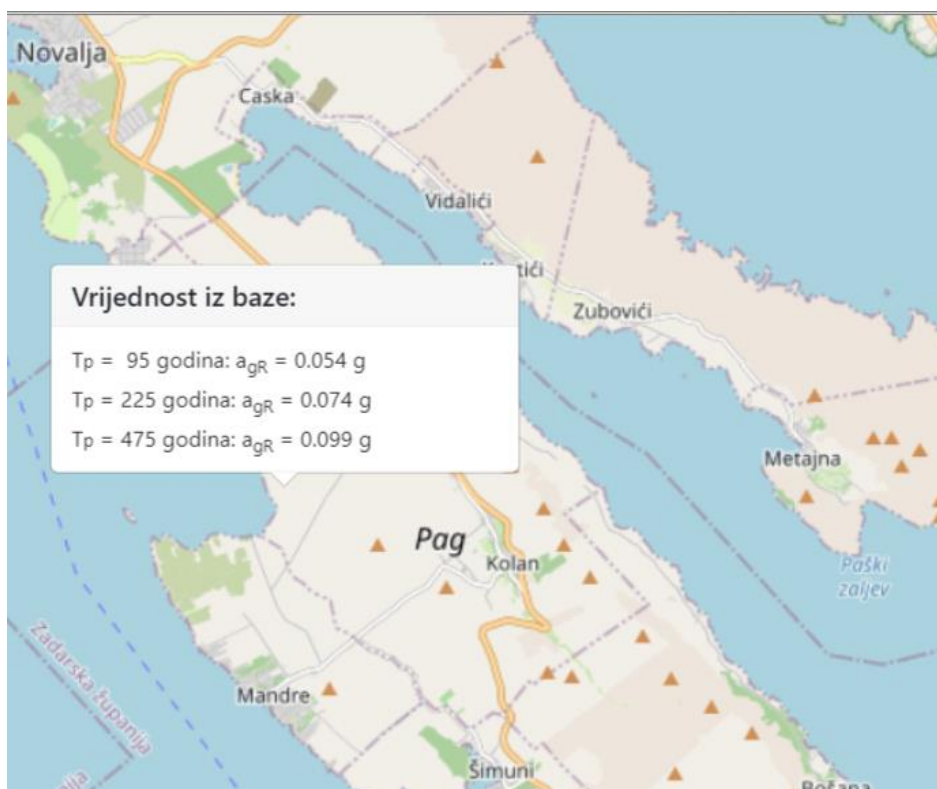 Novalja
Caska
Vidalići
tići
Zubovići
Vrijednost iz baze:
Tp = 95 godina: agR = 0.054 g
Tp = 225 godina: agR = 0.074 g
Tp = 475 godina: agR = 0.099 g
Metajna
Pag
Kolan
Paški
zaljev
Zadarska županija
Mandre
Šimuni